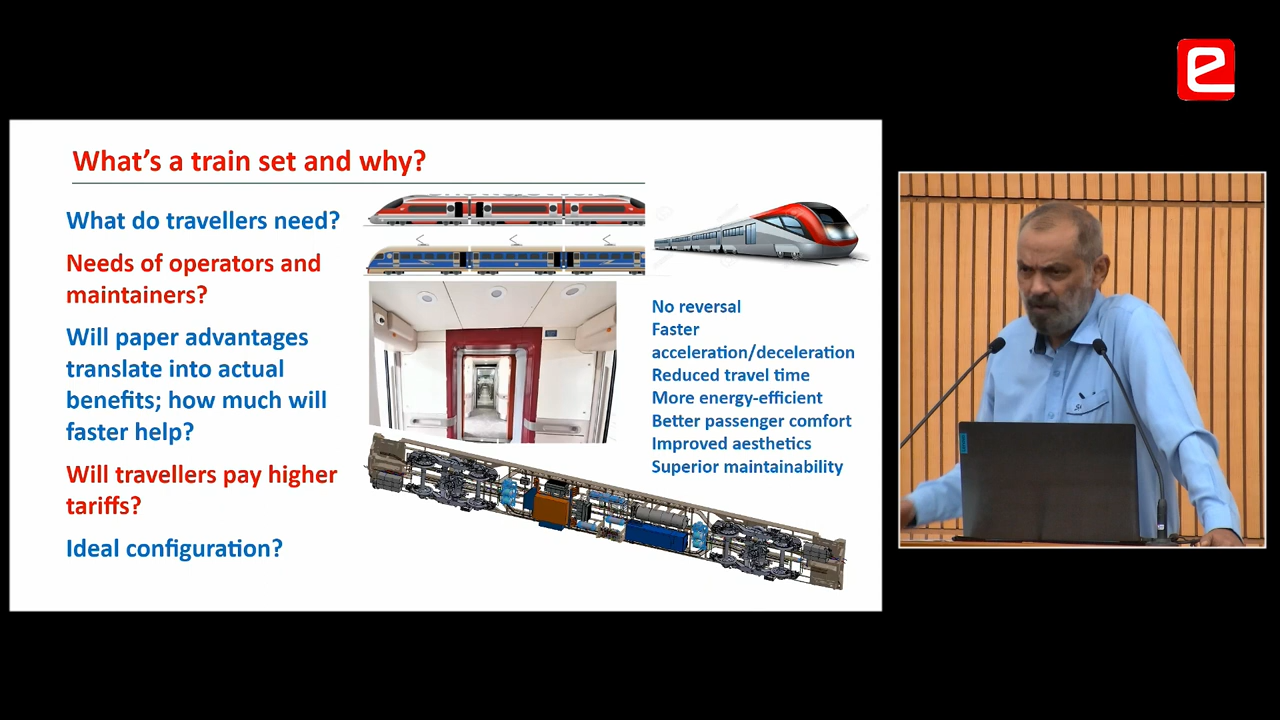 What's a train set and why?
What do travellers need?
Needs of operators and
maintainers?
Will paper advantages
translate into actual
benefits; how much will
faster help?
Will travellers pay higher
tariffs?
Ideal configuration?
No reversal
Faster
acceleration/deceleration
Reduced travel time
More energy-efficient
Better passenger comfort
Improved aesthetics
Superior maintainability
e